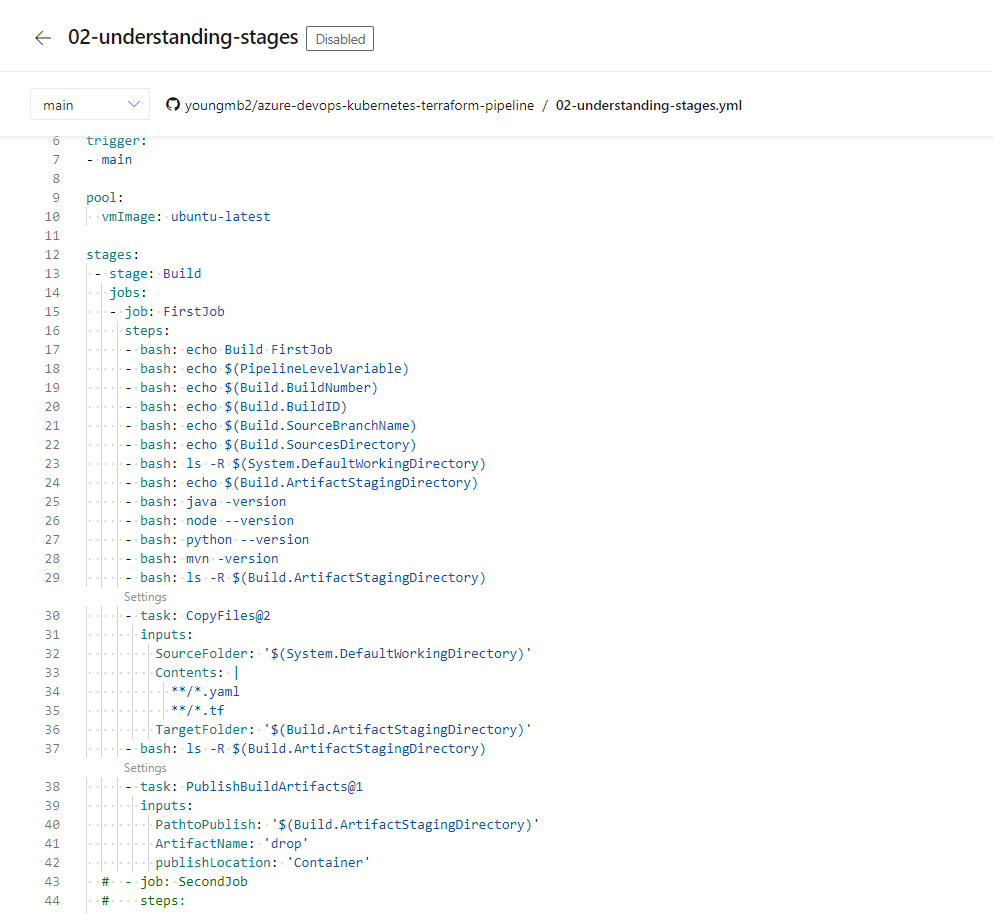 02-understanding-stages Disabled
main youngmb2/azure-devops-kubernetes-terraform-pipeline / 02-understanding-stages.yml
6 trigger:
7 - main
8
9 pool:
10   vmImage: ubuntu-latest
11
12 stages:
13  - stage: Build
14    jobs:
15    - job: FirstJob
16      steps:
17      - bash: echo Build FirstJob
18      - bash: echo $(PipelineLevelVariable)
19      - bash: echo $(Build.BuildNumber)
20      - bash: echo $(Build.BuildID)
21      - bash: echo $(Build.SourceBranchName)
22      - bash: echo $(Build.SourcesDirectory)
23      - bash: ls -R $(System.DefaultWorkingDirectory)
24      - bash: echo $(Build.ArtifactStagingDirectory)
25      - bash: java -version
26      - bash: node --version
27      - bash: python --version
28      - bash: mvn -version
29      - bash: ls -R $(Build.ArtifactStagingDirectory)
Settings
30      - task: CopyFiles@2
31        inputs:
32          SourceFolder: '$(System.DefaultWorkingDirectory)'
33          Contents: |
34            **/*.yaml
35            **/*.tf
36          TargetFolder: '$(Build.ArtifactStagingDirectory)'
37      - bash: ls -R $(Build.ArtifactStagingDirectory)
Settings
38      - task: PublishBuildArtifacts@1
39        inputs:
40          PathtoPublish: '$(Build.ArtifactStagingDirectory)'
41          ArtifactName: 'drop'
42          publishLocation: 'Container'
43   #  - job: SecondJob
44   #    steps: